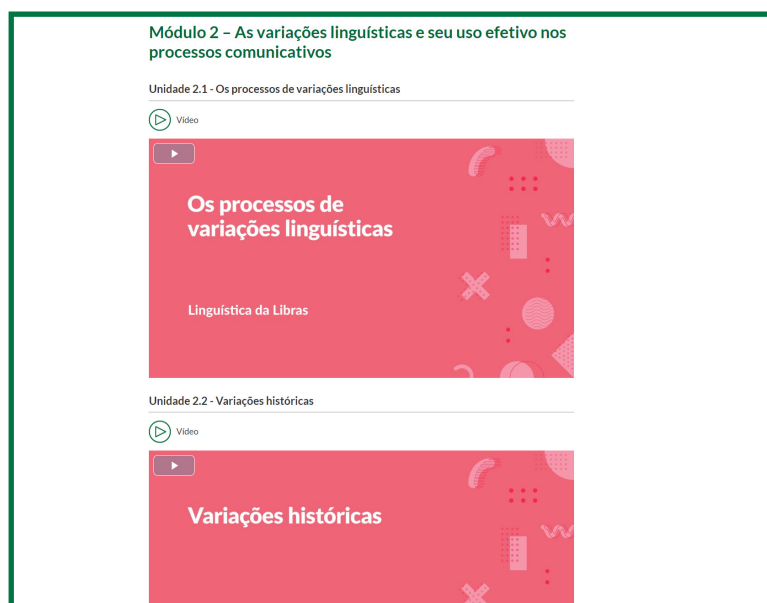 Módulo 2 – As variações linguísticas e seu uso efetivo nos
processos comunicativos
Unidade 2.1 - Os processos de variações linguísticas
Vídeo
Os processos de
variações linguísticas
Linguística da Libras
Unidade 2.2 - Variações históricas
Vídeo
Variações históricas